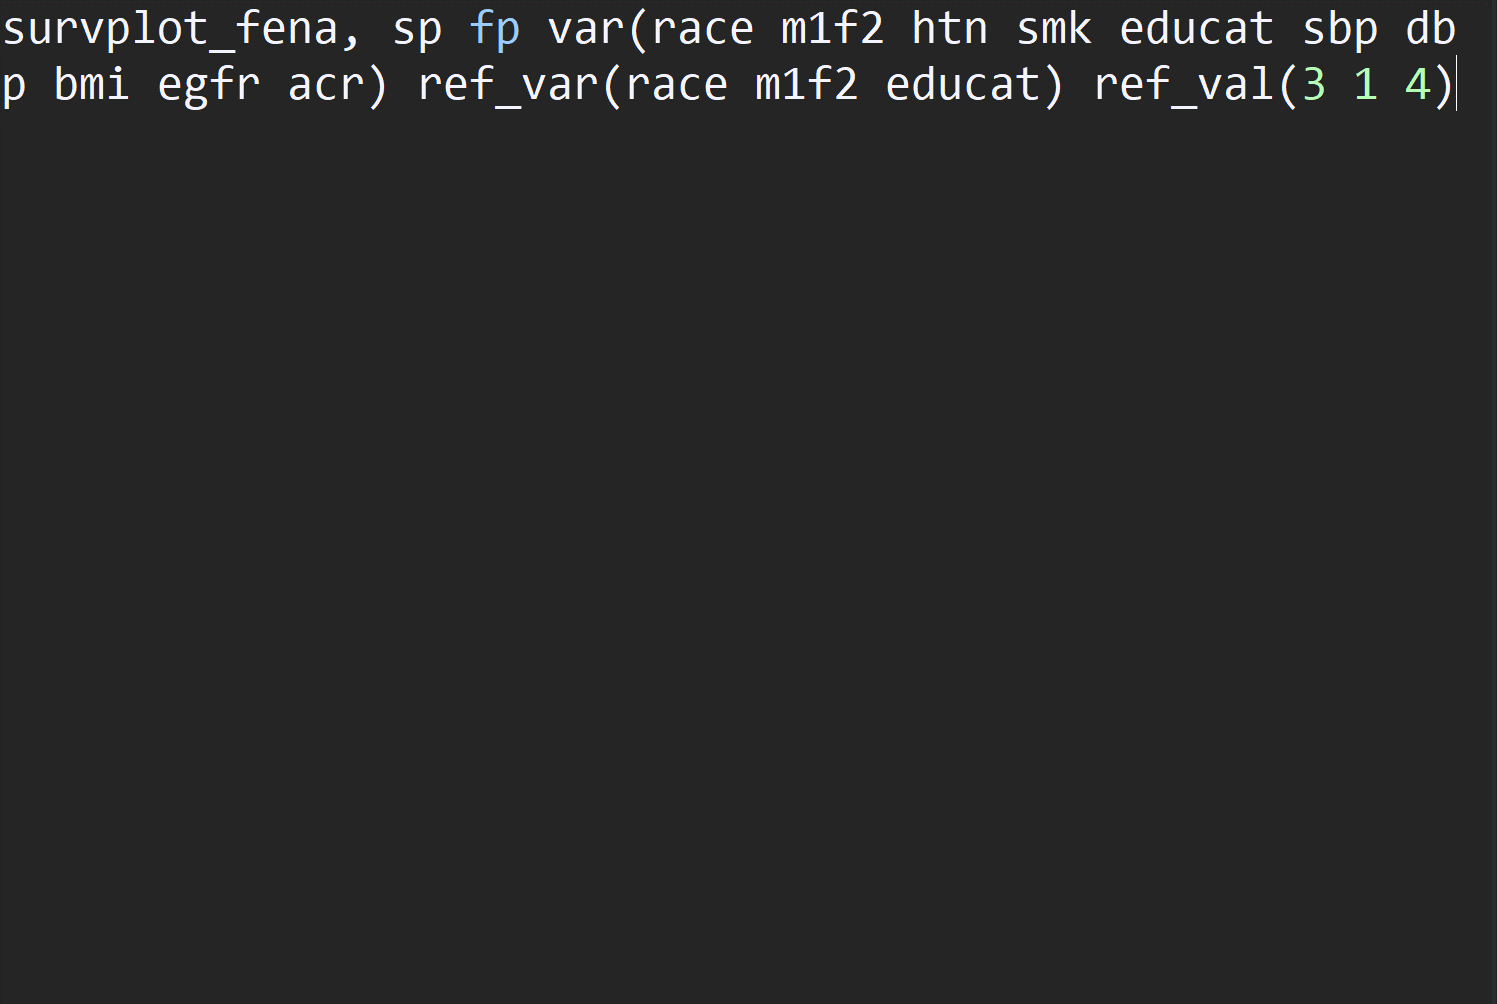 survplot_fena, sp fp var(race m1f2 htn smk educat sbp db
p bmi egfr acr) ref_var(race m1f2 educat) ref_val(3 1 4)